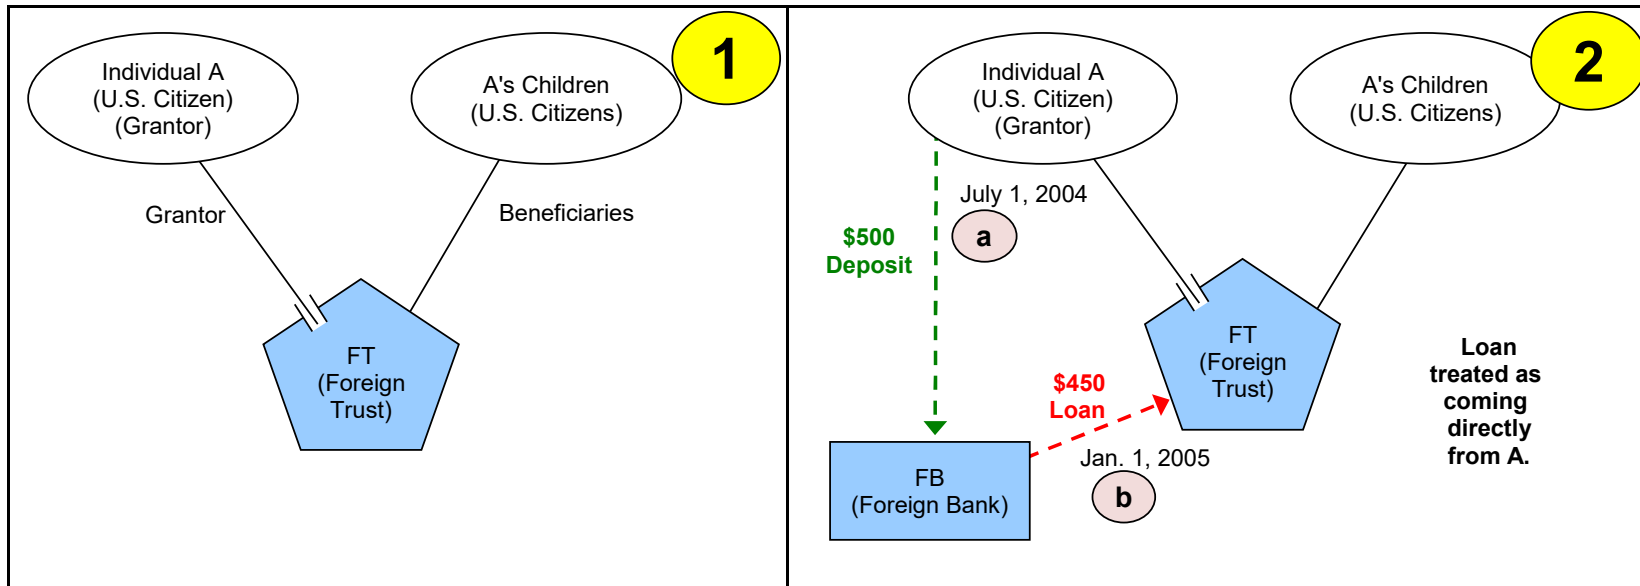 1
Individual A
(U.S. Citizen)
(Grantor)
A's Children
(U.S. Citizens)
Grantor
Beneficiaries
FT
(Foreign
Trust)
2
Individual A
(U.S. Citizen)
(Grantor)
A's Children
(U.S. Citizens)
July 1, 2004
a
$500
Deposit
FT
(Foreign
Trust)
Loan
treated as
coming
directly
from A.
$450
Loan
Jan. 1, 2005
b
FB
(Foreign Bank)